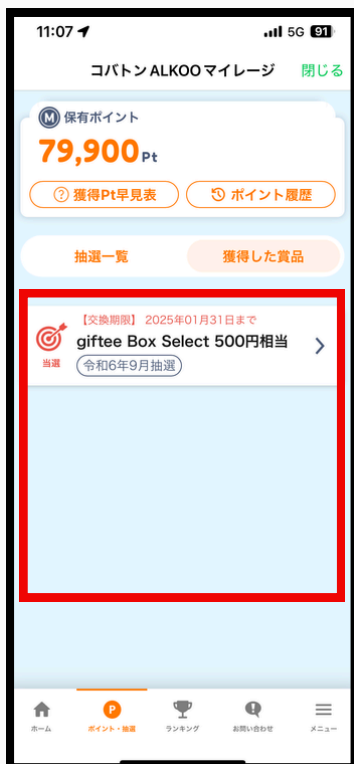 11:07 5G 91
コバトン ALKOO マイレージ 閉じる
M 保有ポイント
79,900 Pt
? 獲得Pt早見表 ポイント履歴
抽選一覧 獲得した賞品
【交換期限】 2025年01月31日まで
giftee Box Select 500円相当
当選 令和6年9月抽選
P
ホーム ポイント・抽選 ランキング お問い合わせ メニュー